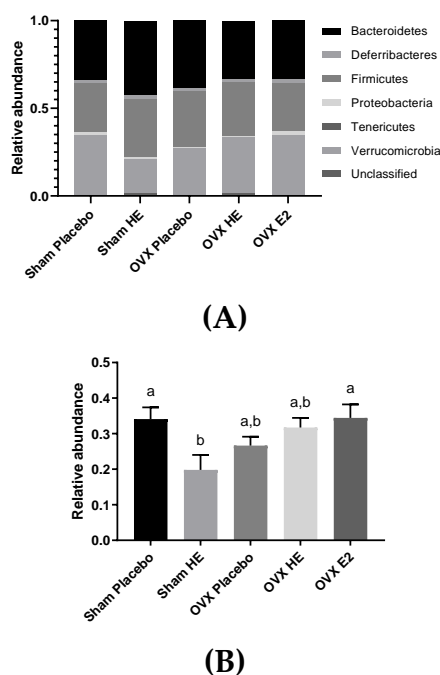 1.0
0.5
0.0
Relative abundance
Sham Placebo
Sham HE
OVX Placebo
OVX HE
OVX E2
Bacteroidetes
Deferribacteres
Firmicutes
Proteobacteria
Tenericutes
Verrucomicrobia
Unclassified
(A)
0.5
0.4
0.3
0.2
0.1
0.0
Relative abundance
a
b
a,b
a,b
a
Sham Placebo
Sham HE
OVX Placebo
OVX HE
OVX E2
(B)